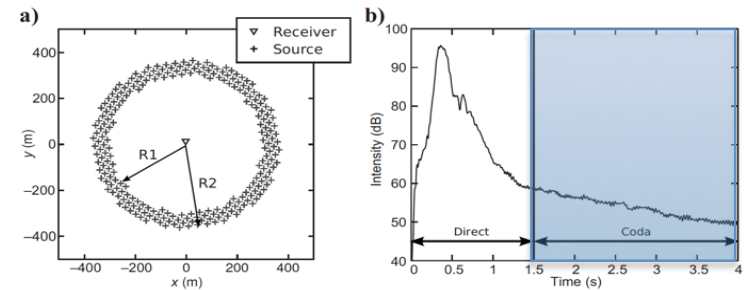 a)
Receiver
Source
400
200
0
−200
−400
y (m)
R1
R2
−400 −200 0 200 400
x (m)
b)
100
90
80
70
60
50
40
Intensity (dB)
Direct
Coda
0 0.5 1 1.5 2 2.5 3 3.5 4
Time (s)